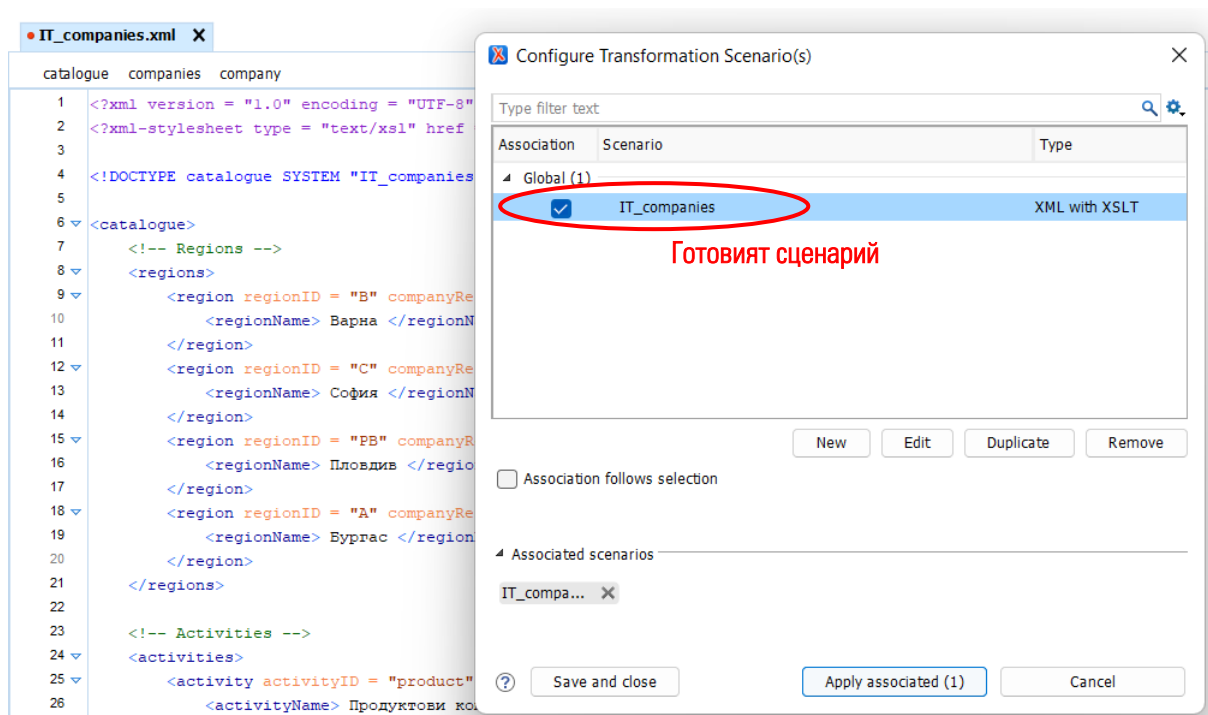 IT_companies.xml X
catalogue companies company
1 <?xml version = "1.0" encoding = "UTF-8"
2 <?xml-stylesheet type = "text/xsl" href
3
4 <!DOCTYPE catalogue SYSTEM "IT_companies
5
6 <catalogue>
7 <!-- Regions -->
8 <regions>
9 <region regionID = "B" companyRe
10 <regionName> Варна </regionN
11 </region>
12 <region regionID = "C" companyRe
13 <regionName> София </regionN
14 </region>
15 <region regionID = "PB" companyR
16 <regionName> Пловдив </regio
17 </region>
18 <region regionID = "A" companyRe
19 <regionName> Бургас </region
20 </region>
21 </regions>
22
23 <!-- Activities -->
24 <activities>
25 <activity activityID = "product"
26 <activityName> Продуктови ко
Configure Transformation Scenario(s)
Type filter text
Association Scenario Type
Global (1)
IT_companies XML with XSLT
Готовият сценарий
New Edit Duplicate Remove
Association follows selection
Associated scenarios
IT_compa...
? Save and close Apply associated (1) Cancel